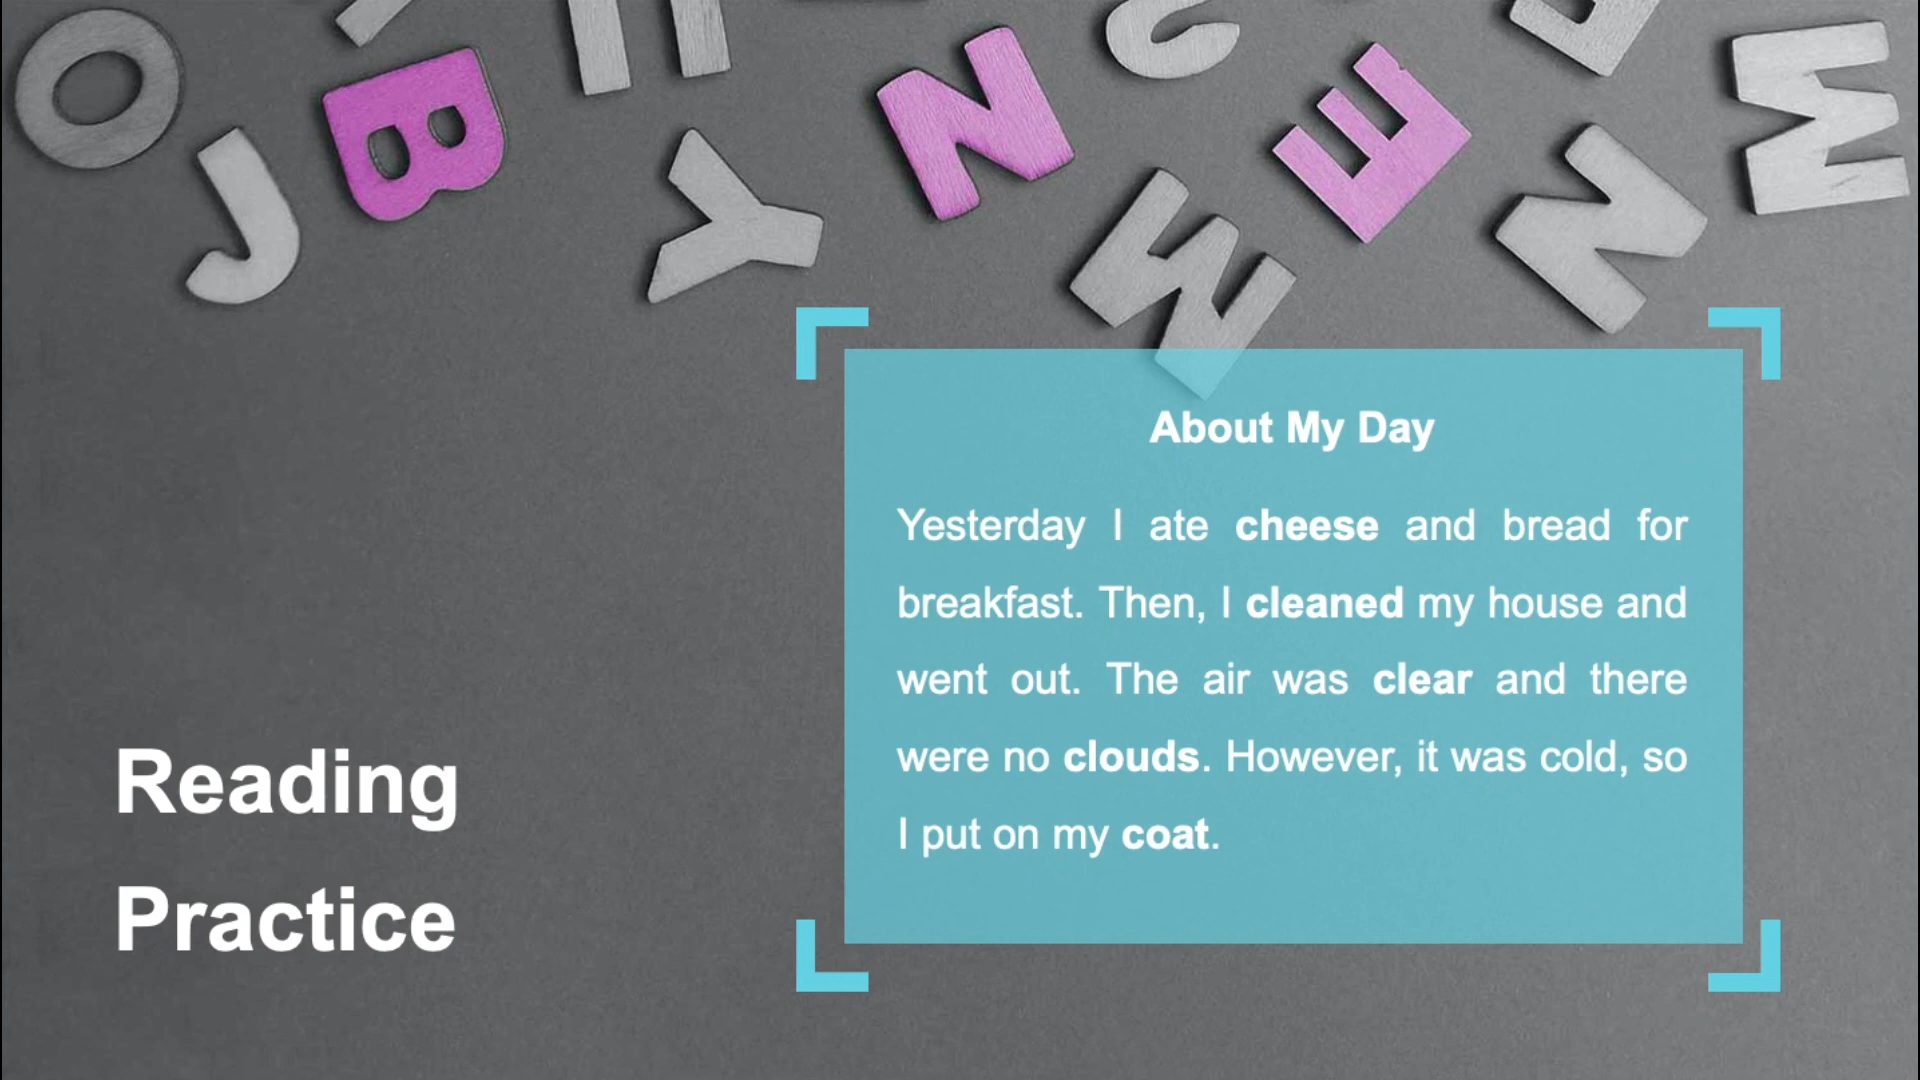 About My Day
Yesterday I ate cheese and bread for
breakfast. Then, I cleaned my house and
went out. The air was clear and there
were no clouds. However, it was cold, so
I put on my coat.
Reading
Practice